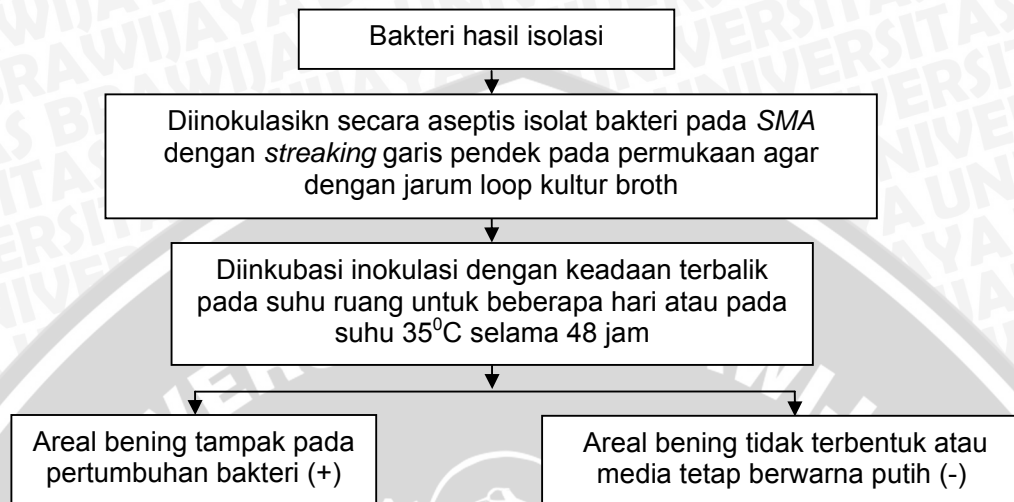 Bakteri hasil isolasi
Diinokulasikn secara aseptis isolat bakteri pada SMA
dengan streaking garis pendek pada permukaan agar
dengan jarum loop kultur broth
Diinkubasi inokulasi dengan keadaan terbalik
pada suhu ruang untuk beberapa hari atau pada
suhu 35⁰C selama 48 jam
Areal bening tampak pada
pertumbuhan bakteri (+)
Areal bening tidak terbentuk atau
media tetap berwarna putih (-)